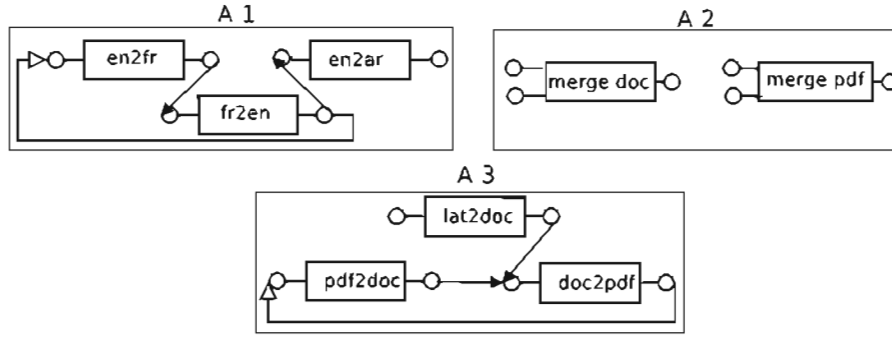 A 1
A 2
en2fr
en2ar
fr2en
merge doc
merge pdf
A 3
lat2doc
pdf2doc
doc2pdf